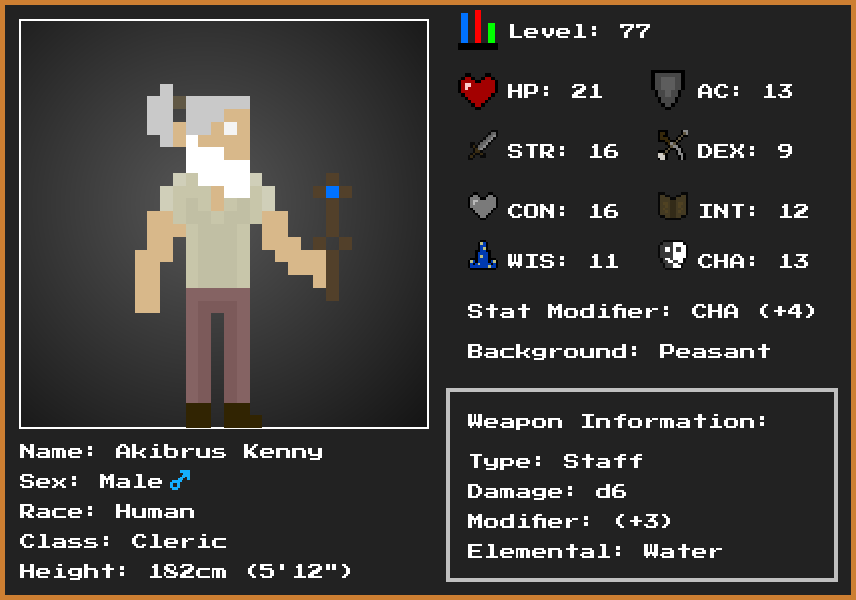 Level: 77
HP: 21 AC: 13
STR: 16 DEX: 9
CON: 16 INT: 12
WIS: 11 CHA: 13
Stat Modifier: CHA (+4)
Background: Peasant
Weapon Information:
Type: Staff
Damage: d6
Modifier: (+3)
Elemental: Water
Name: Akibrus Kenny
Sex: Male♂
Race: Human
Class: Cleric
Height: 182cm (5'12")